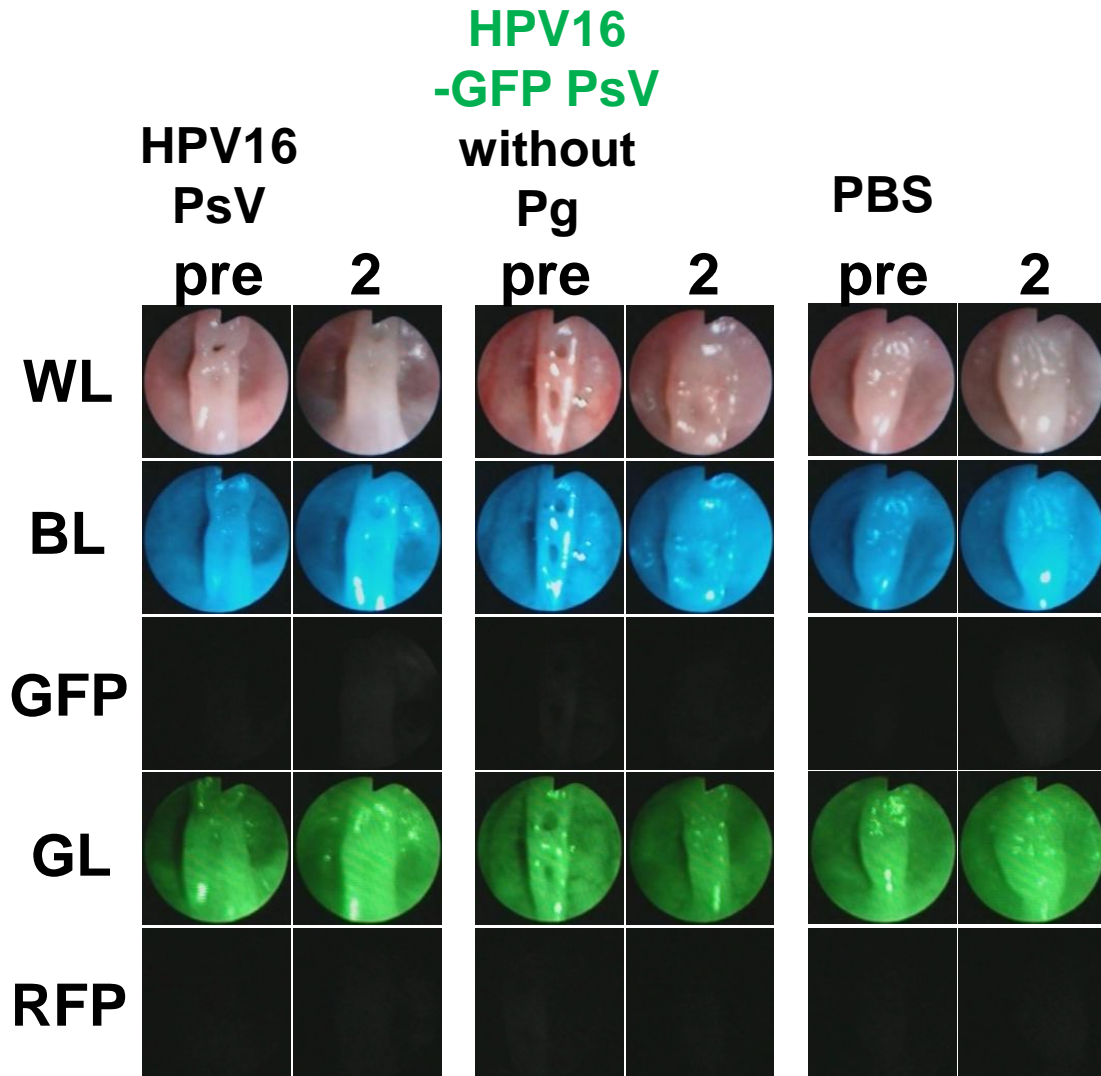 HPV16
-GFP PsV
HPV16
PsV
without
Pg
PBS
pre 2 pre 2 pre 2
WL
BL
GFP
GL
RFP